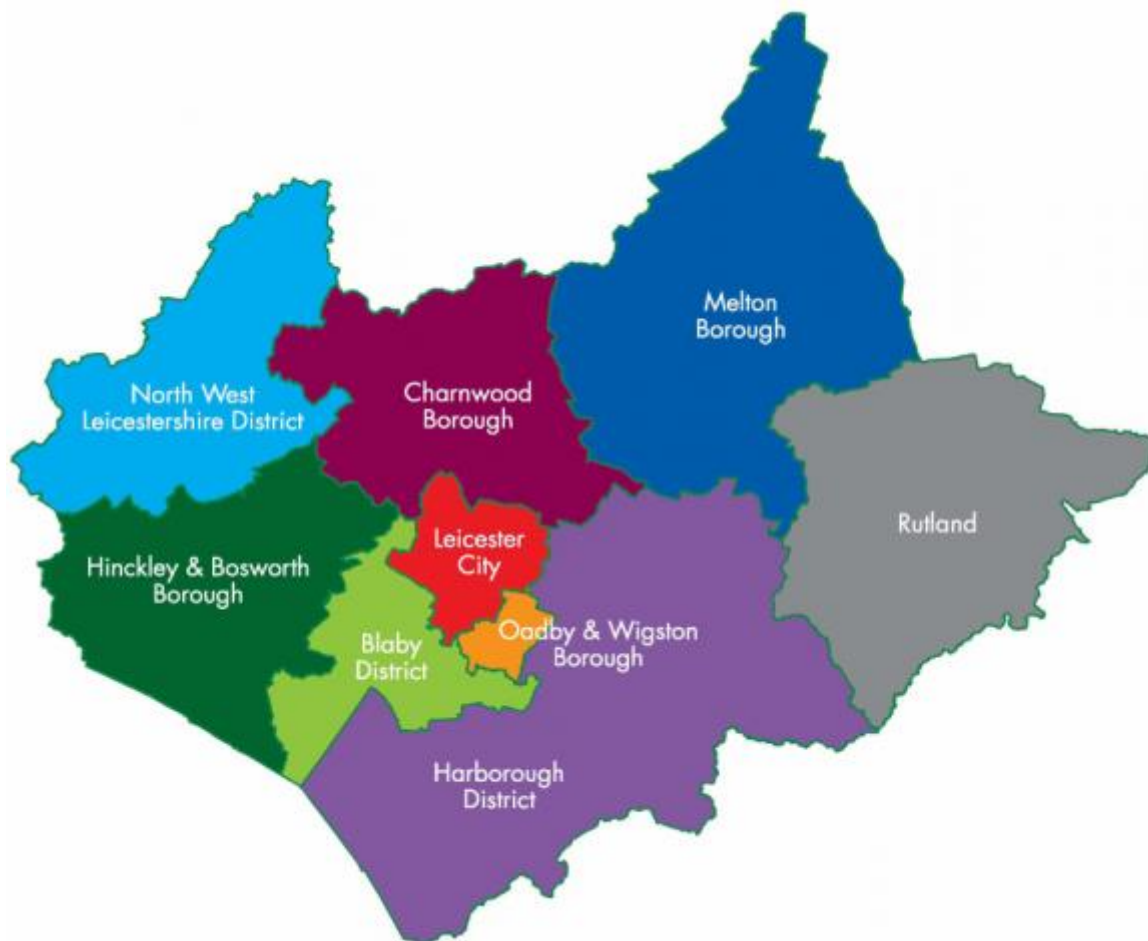 Melton
Borough
North West
Leicestershire District
Charnwood
Borough
Rutland
Leicester
City
Hinckley & Bosworth
Borough
Oadby & Wigston
Borough
Blaby
District
Harborough
District